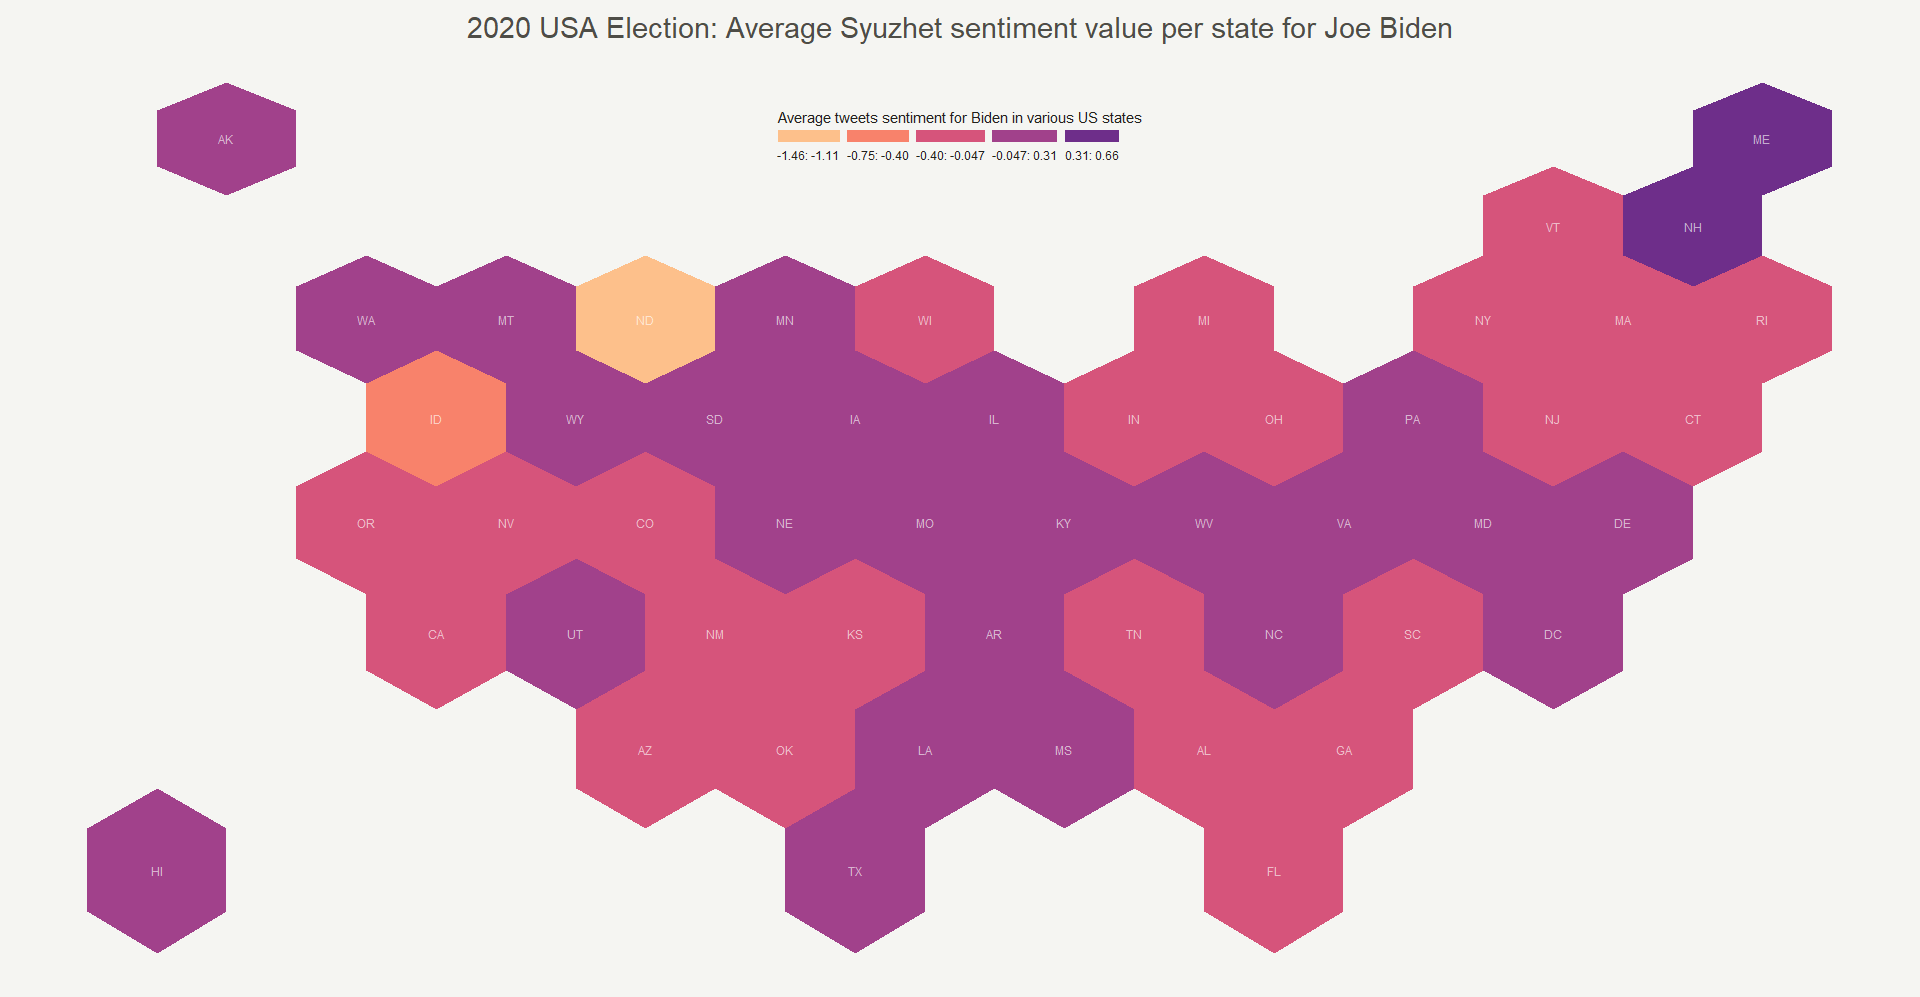 2020 USA Election: Average Syuzhet sentiment value per state for Joe Biden
Average tweets sentiment for Biden in various US states
-1.46: -1.11 -0.75: -0.40 -0.40: -0.047 -0.047: 0.31 0.31: 0.66
AK ME
VT NH
WA MT ND MN WI MI NY MA RI
ID WY SD IA IL IN OH PA NJ CT
OR NV CO NE MO KY WV VA MD DE
CA UT NM KS AR TN NC SC DC
AZ OK LA MS AL GA
HI TX FL